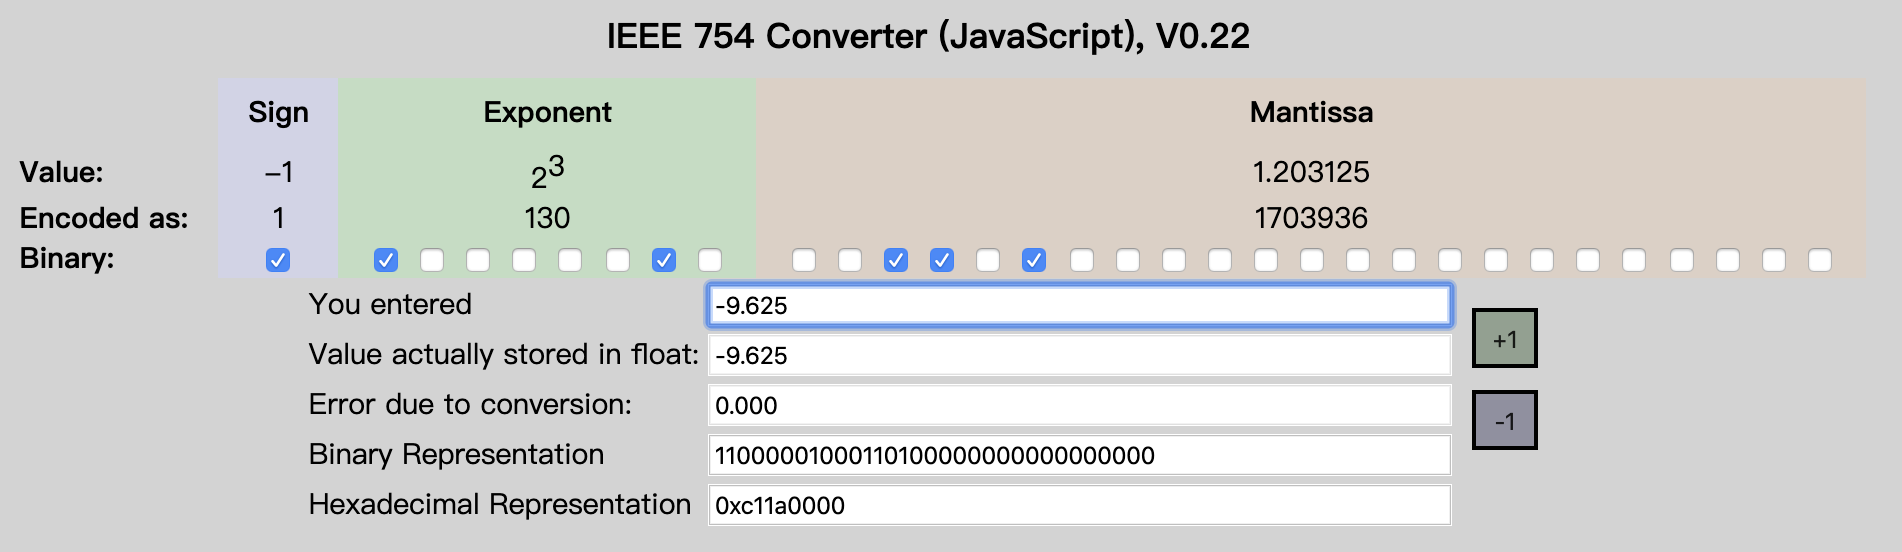 IEEE 754 Converter (JavaScript), V0.22
Sign Exponent Mantissa
Value: –1 2^3 1.203125
Encoded as: 1 130 1703936
Binary:
You entered -9.625
Value actually stored in float: -9.625
+1
Error due to conversion: 0.000
-1
Binary Representation 11000001000110100000000000000000
Hexadecimal Representation 0xc11a0000